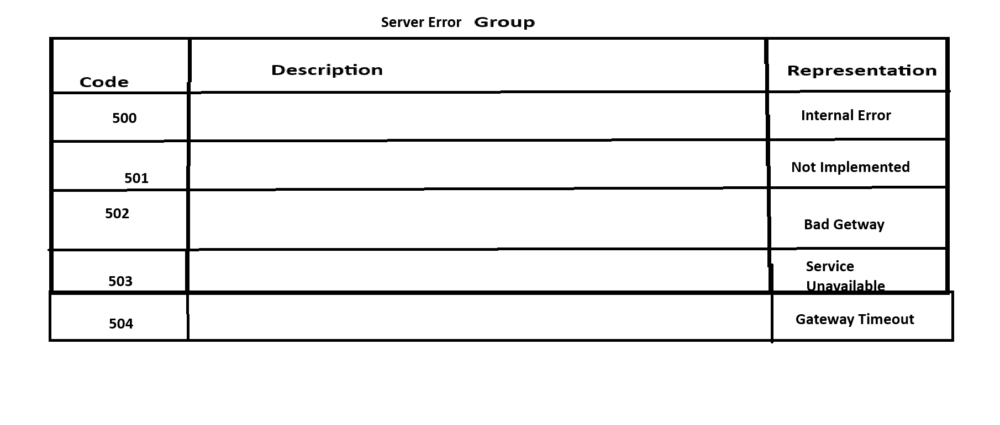 Server Error Group
Code Description Representation
500 Internal Error
501 Not Implemented
502 Bad Getway
503 Service
Unavailable
504 Gateway Timeout